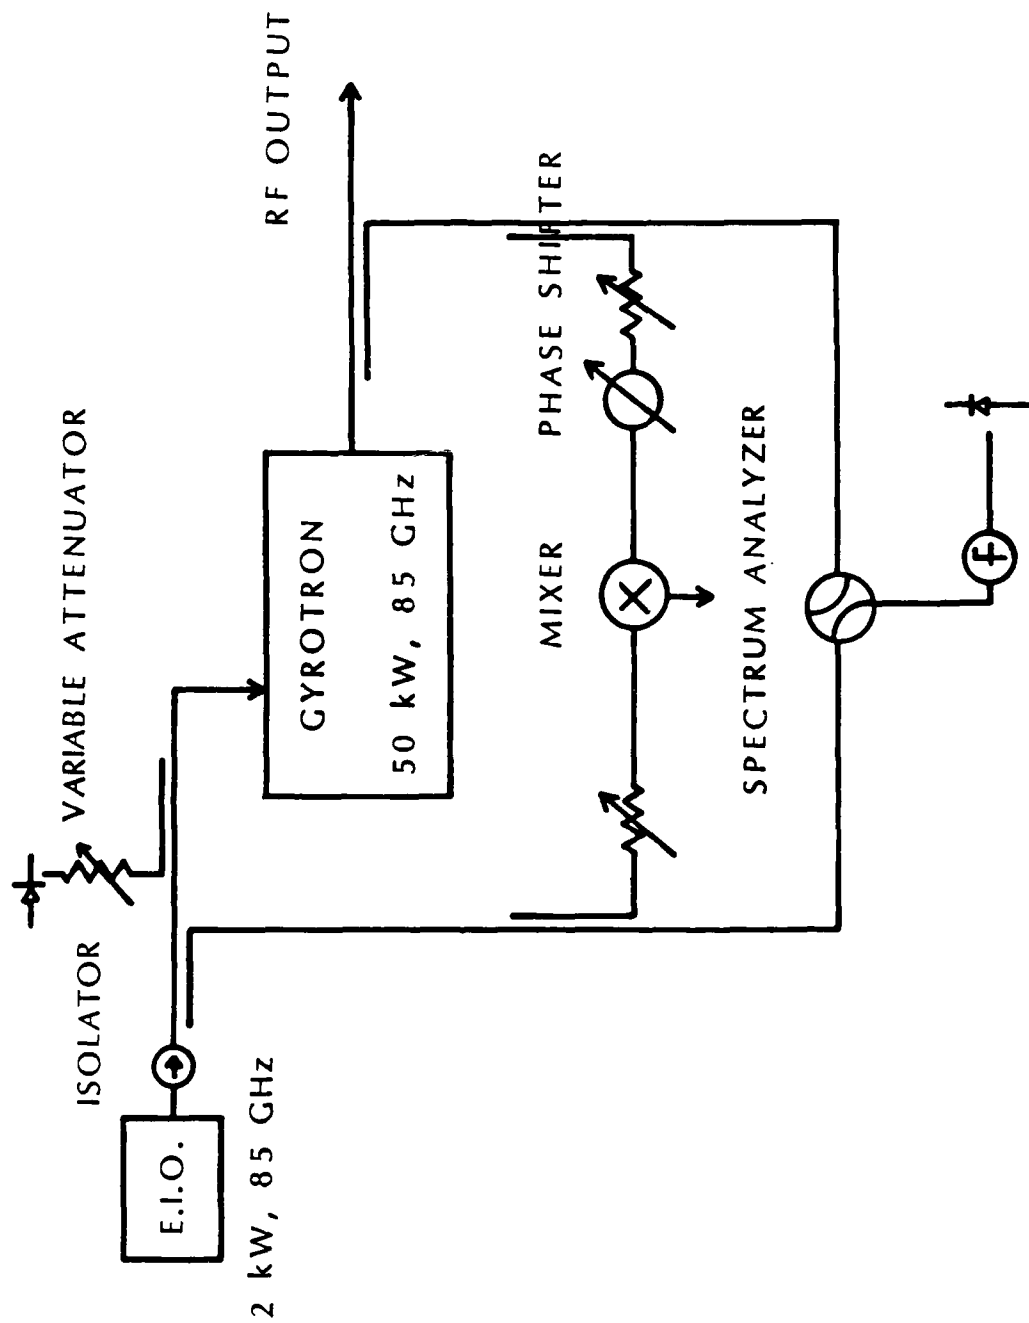 VARIABLE ATTENUATOR
ISOLATOR
E.I.O.
2 kW, 85 GHz
GYROTRON
50 kW, 85 GHz
RF OUTPUT
PHASE SHIFTER
MIXER
SPECTRUM ANALYZER
F